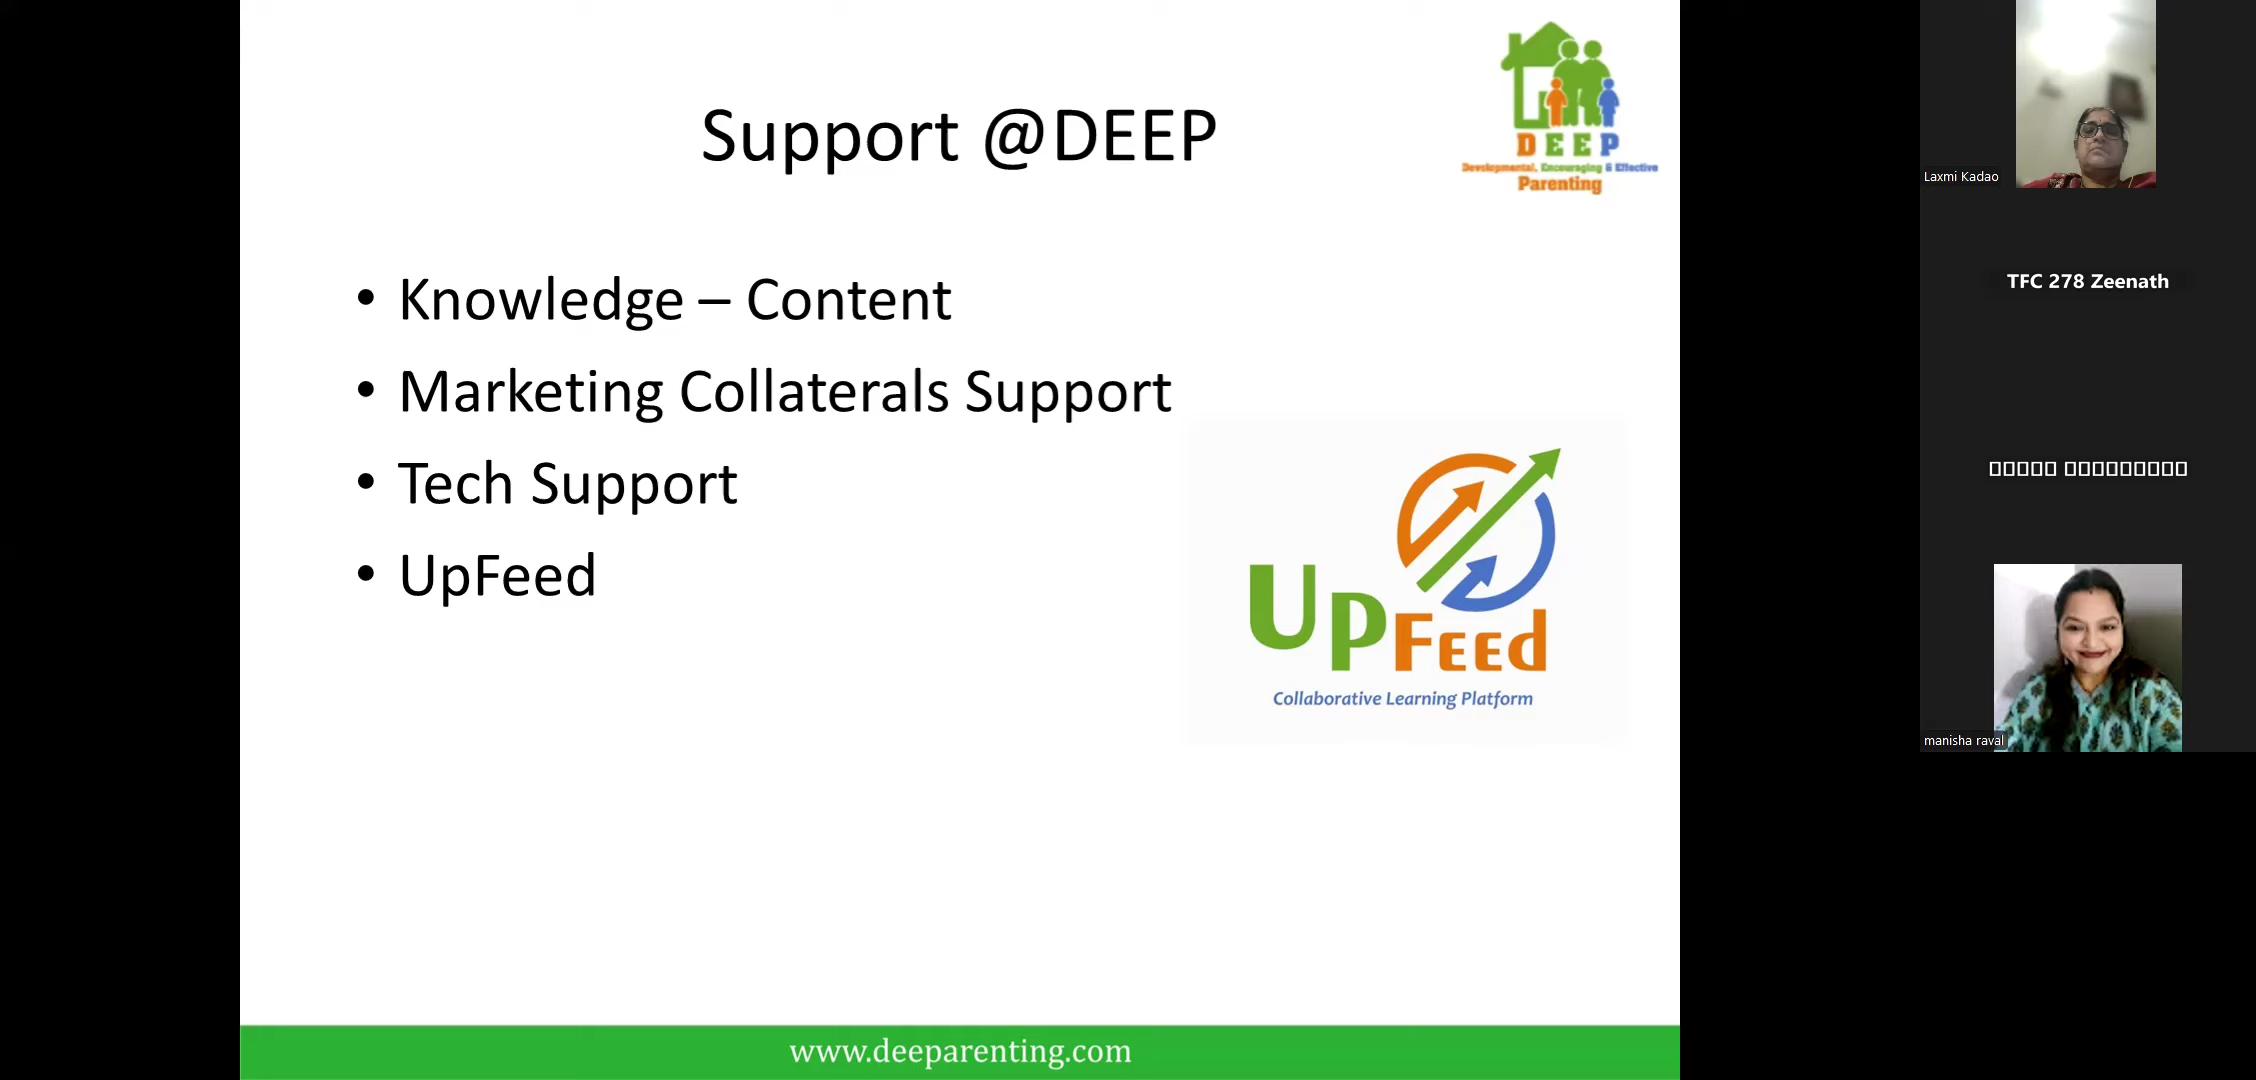 Support @DEEP
DEEP
Developmental, Encouraging & Effective
Parenting
• Knowledge – Content
• Marketing Collaterals Support
• Tech Support
• UpFeed
UpFeed
Collaborative Learning Platform
www.deeparenting.com
Laxmi Kadao
TFC 278 Zeenath
manisha raval